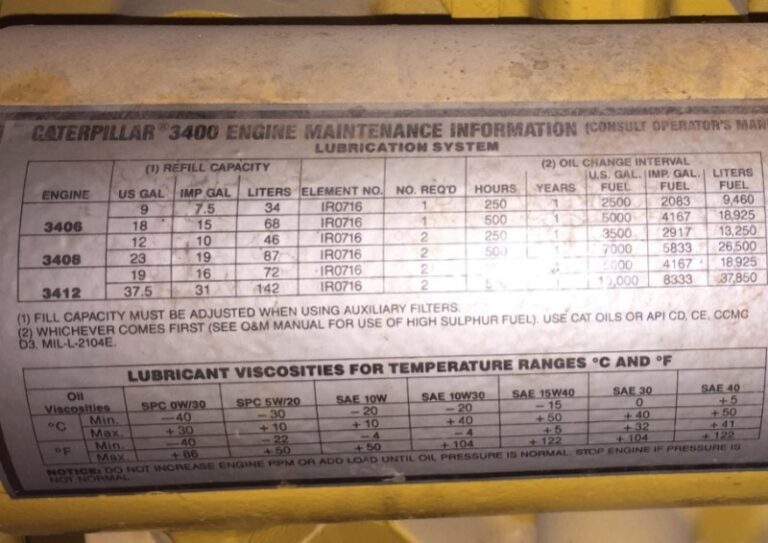 CATERPILLAR® 3400 ENGINE MAINTENANCE INFORMATION (CONSULT OPERATOR'S
LUBRICATION SYSTEM
(1) REFILL CAPACITY (2) OIL CHANGE INTERVAL
ENGINE US GAL IMP GAL LITERS ELEMENT NO. NO. REQ'D HOURS YEARS U.S. GAL. FUEL IMP. GAL. FUEL LITERS FUEL
9 7.5 34 IR0716 1 250 1 2500 2083 9,460
3406 18 15 68 IR0716 1 500 1 5000 4167 18,925
12 10 46 IR0716 2 250 1 3500 2917 13,250
3408 23 19 87 IR0716 2 500 7000 5833 26,500
19 16 72 IR0716 2 4167 18,925
3412 37.5 31 142 IR0716 2 1 8333 37,850
(1) FILL CAPACITY MUST BE ADJUSTED WHEN USING AUXILIARY FILTERS.
(2) WHICHEVER COMES FIRST (SEE O&M MANUAL FOR USE OF HIGH SULPHUR FUEL). USE CAT OILS OR API CD, CE, CCMC
D3, MIL-L-2104E.
LUBRICANT VISCOSITIES FOR TEMPERATURE RANGES °C AND °F
Oil Viscosities SPC 0W/30 SPC 5W/20 SAE 10W SAE 10W30 SAE 15W40 SAE 30 SAE 40
°C Min. -40 -30 -20 -20 -15 0 +5
Max. +30 +10 +10 +40 +50 +40 +50
°F Min. -40 -22 -4 -4 +5 +32 +41
Max. +86 +50 +50 +104 +122 +104 +122
NOTICE: DO NOT INCREASE ENGINE RPM OR ADD LOAD UNTIL OIL PRESSURE IS NORMAL. STOP ENGINE IF PRESSURE IS
NOT NORMAL.